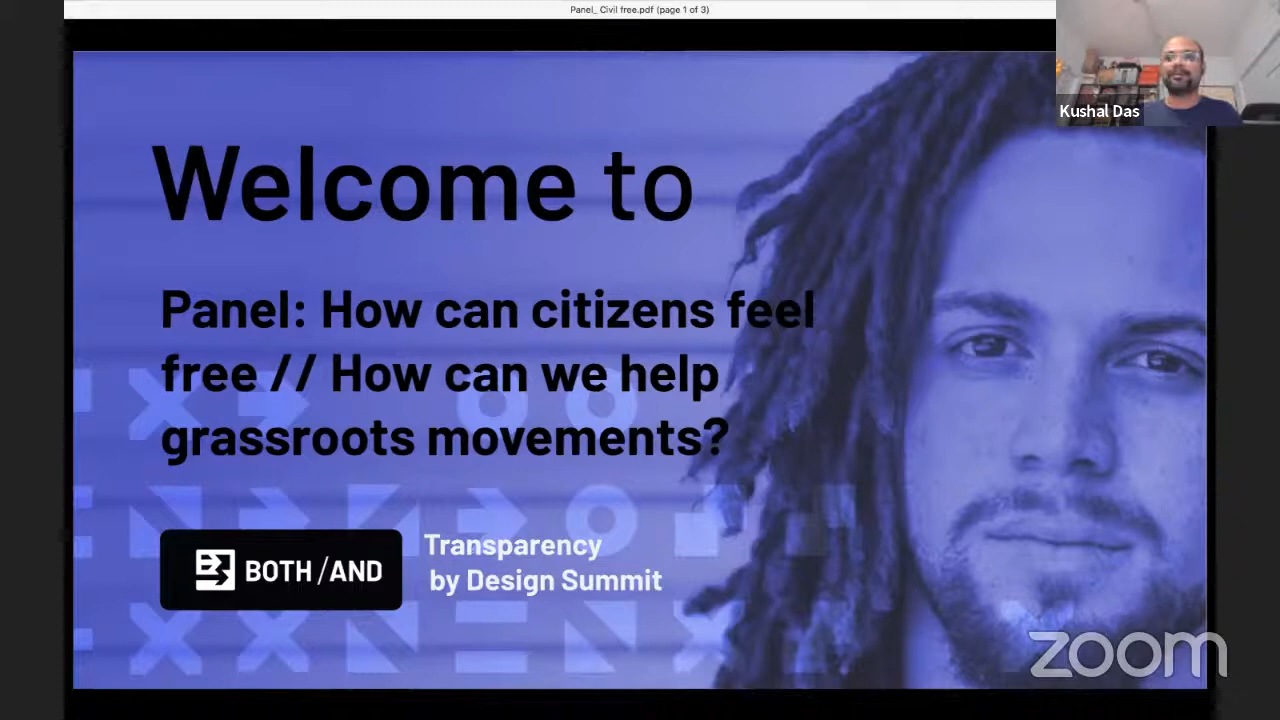 Panel_ Civil free.pdf (page 1 of 3)
Kushal Das
Welcome to
Panel: How can citizens feel
free // How can we help
grassroots movements?
BOTH /AND
Transparency
by Design Summit
zoom